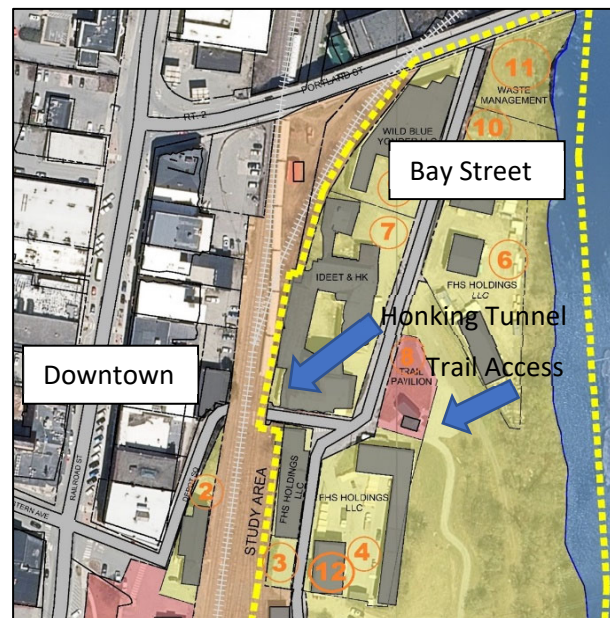 PORTLAND ST
RT. 2
11
WASTE
MANAGEMENT
10
WILD BLUE
Bay Street
7
6
IDEET & HK
FHS HOLDINGS
LLC
Honking Tunnel
8
TRAIL
PAVILION
Trail Access
Downtown
RAILROAD ST
2
STUDY AREA
FHS HOLDINGS
LLC
FHS HOLDINGS
LLC
3
12
4